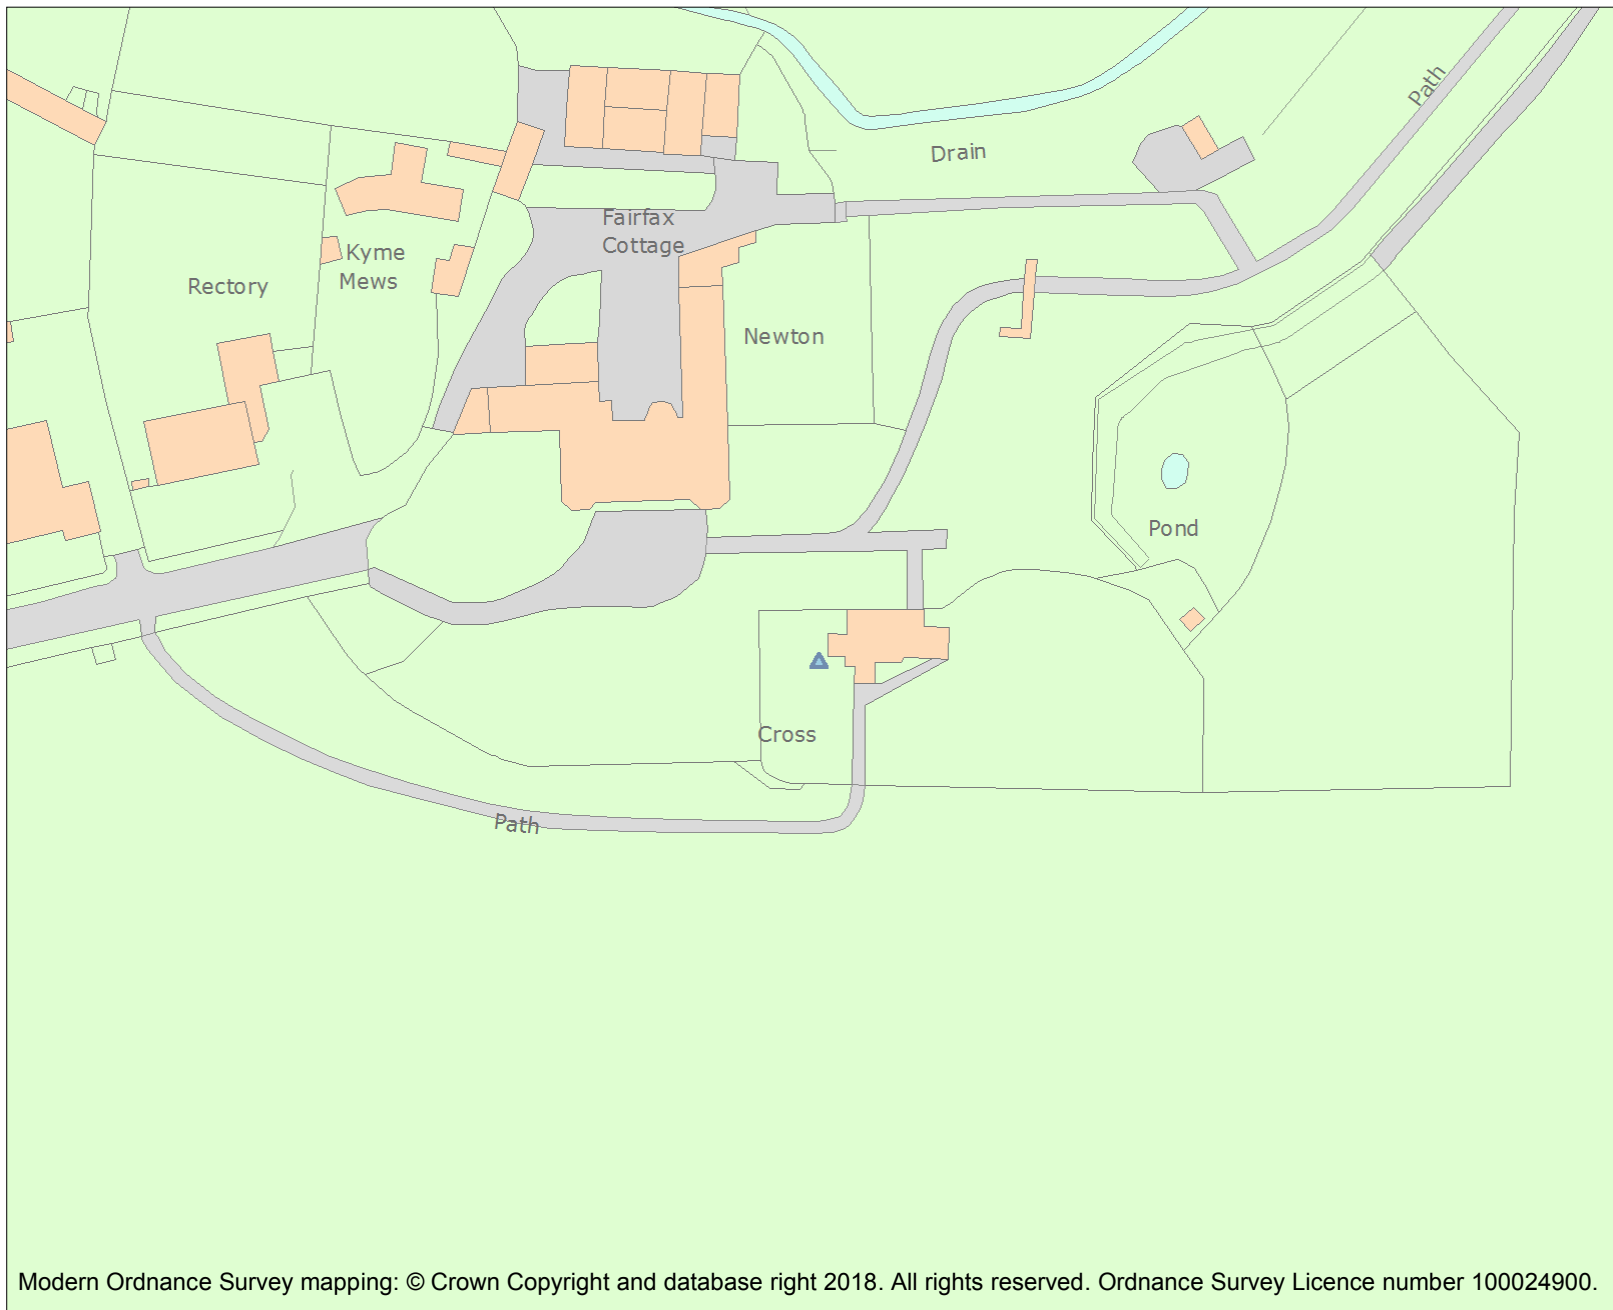 Path
Drain
Fairfax
Cottage
Kyme
Mews
Rectory
Newton
Pond
Cross
Path
Modern Ordnance Survey mapping: © Crown Copyright and database right 2018. All rights reserved. Ordnance Survey Licence number 100024900.